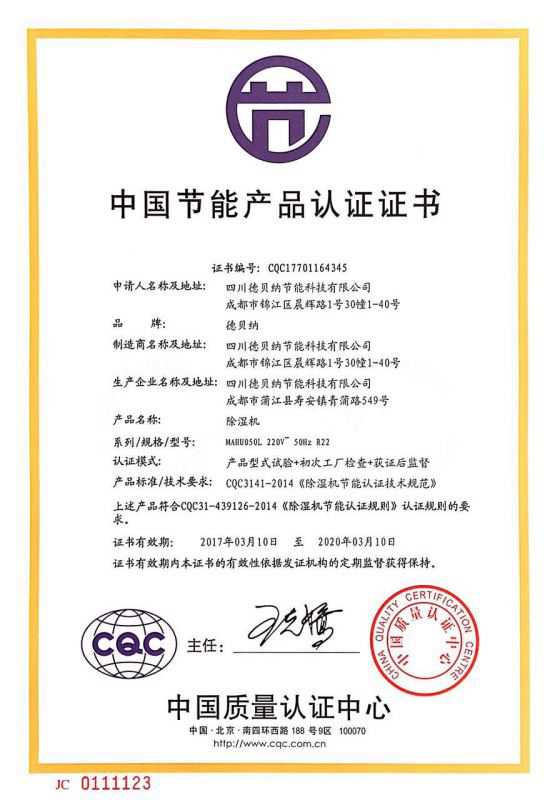 中国节能产品认证证书
证书编号: CQC17701164345
申请人名称及地址: 四川德贝纳节能科技有限公司
成都市锦江区晨辉路1号30幢1-40号
品 牌: 德贝纳
制造商名称及地址: 四川德贝纳节能科技有限公司
成都市锦江区晨辉路1号30幢1-40号
生产企业名称及地址: 四川德贝纳节能科技有限公司
成都市蒲江县寿安镇青蒲路549号
产品名称: 除湿机
系列/规格/型号: MAHU050L 220V~ 50Hz R22
认证模式: 产品型式试验+初次工厂检查+获证后监督
产品标准/技术要求: CQC3141-2014《除湿机节能认证技术规范》
上述产品符合CQC31-439126-2014《除湿机节能认证规则》认证规则的要
求。
证书有效期: 2017年03月10日 至 2020年03月10日
证书有效期内本证书的有效性依据发证机构的定期监督获得保持。
CQC
主任:
CHINA QUALITY CERTIFICATION CENTRE
中国质量认证中心
中国质量认证中心
中国·北京·南四环西路 188 号 9区 100070
http://www.cqc.com.cn
JC 0111123